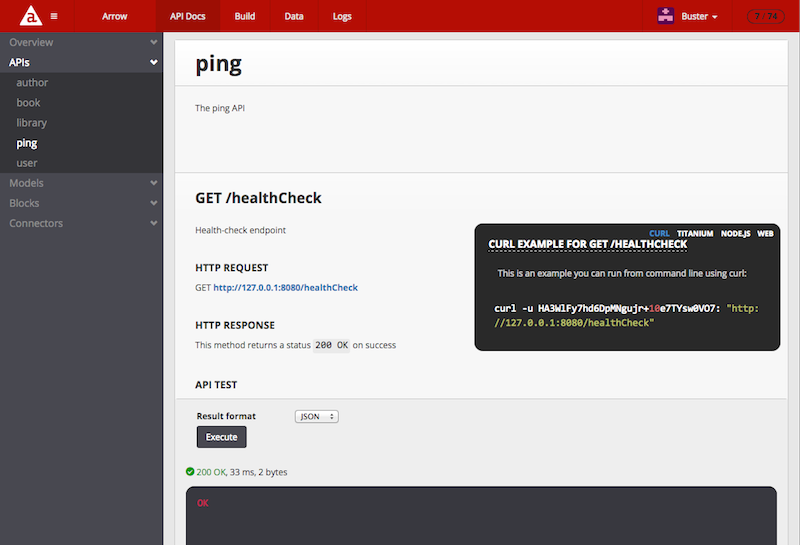 a Arrow API Docs Build Data Logs Buster 7 / 74
Overview
APIs
author
book
library
ping
user
Models
Blocks
Connectors
ping
The ping API
GET /healthCheck
Health-check endpoint
HTTP REQUEST
GET http://127.0.0.1:8080/healthCheck
HTTP RESPONSE
This method returns a status 200 OK on success
API TEST
CURL TITANIUM NODE.JS WEB
CURL EXAMPLE FOR GET /HEALTHCHECK
This is an example you can run from command line using curl:
curl -u HA3WlFy7hd6DpMNgujr+10e7TYsw0VO7: "http:
//127.0.0.1:8080/healthCheck"
Result format JSON
Execute
200 OK, 33 ms, 2 bytes
OK